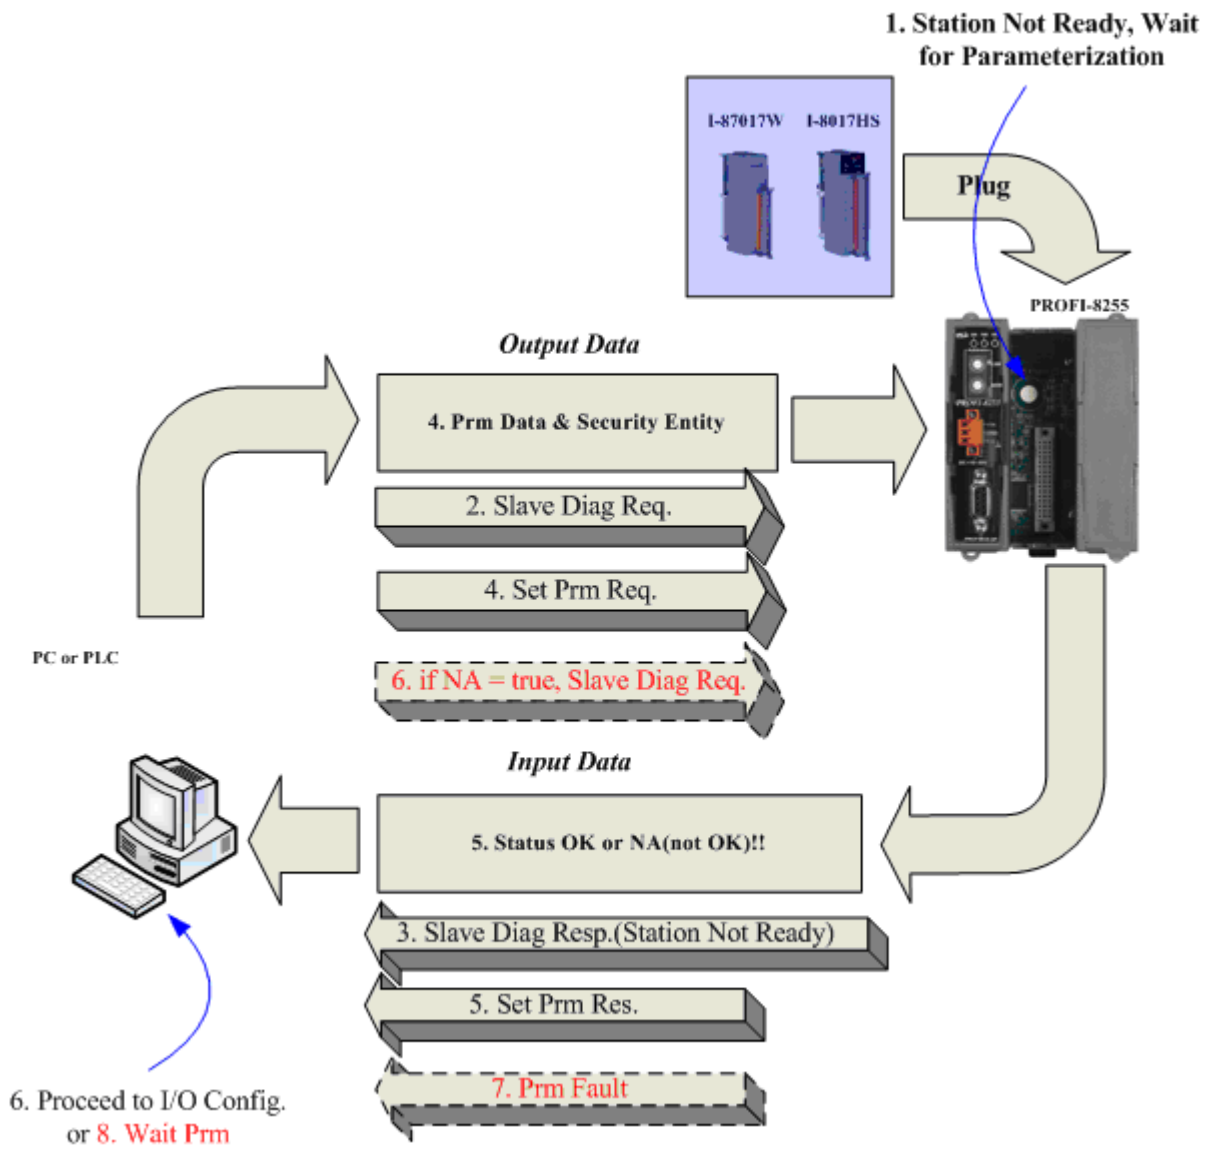 1. Station Not Ready, Wait
for Parameterization
I-87017W
I-8017HS
Plug
PROFI-8255
Output Data
4. Prm Data & Security Entity
2. Slave Diag Req.
4. Set Prm Req.
PC or PLC
6. if NA = true, Slave Diag Req.
Input Data
5. Status OK or NA(not OK)!!
3. Slave Diag Resp.(Station Not Ready)
5. Set Prm Res.
7. Prm Fault
6. Proceed to I/O Config.
or 8. Wait Prm